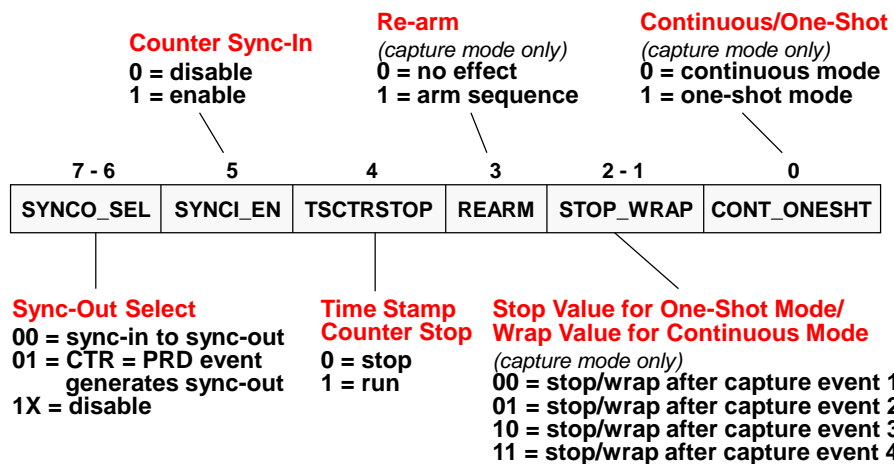 Counter Sync-In
0 = disable
1 = enable
Re-arm
(capture mode only)
0 = no effect
1 = arm sequence
Continuous/One-Shot
(capture mode only)
0 = continuous mode
1 = one-shot mode
7 - 6 5 4 3 2 - 1 0
SYNCO_SEL SYNCI_EN TSCTRSTOP REARM STOP_WRAP CONT_ONESHT
Sync-Out Select
00 = sync-in to sync-out
01 = CTR = PRD event
generates sync-out
1X = disable
Time Stamp
Counter Stop
0 = stop
1 = run
Stop Value for One-Shot Mode/
Wrap Value for Continuous Mode
(capture mode only)
00 = stop/wrap after capture event 1
01 = stop/wrap after capture event 2
10 = stop/wrap after capture event 3
11 = stop/wrap after capture event 4